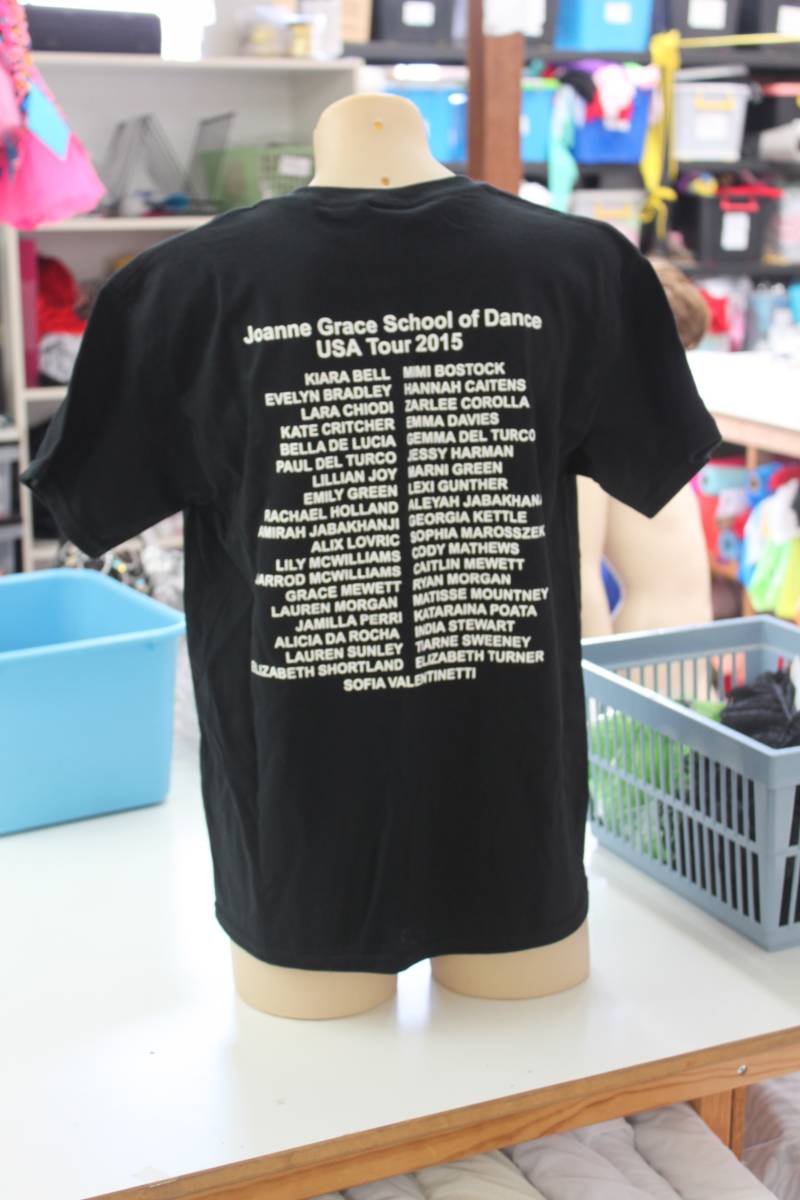 Joanne Grace School of Dance
USA Tour 2015
KIARA BELL MIMI BOSTOCK
EVELYN BRADLEY HANNAH CAITENS
LARA CHIODI ZARLEE COROLLA
KATE CRITCHER EMMA DAVIES
BELLA DE LUCIA GEMMA DEL TURCO
PAUL DEL TURCO JESSY HARMAN
LILLIAN JOY MARNI GREEN
EMILY GREEN LEXI GUNTHER
RACHAEL HOLLAND ALEYAH JABAKHANJI
AMIRAH JABAKHANJI GEORGIA KETTLE
ALIX LOVRIC SOPHIA MAROSSZEK
LILY MCWILLIAMS CODY MATHEWS
JARROD MCWILLIAMS CAITLIN MEWETT
GRACE MEWETT RYAN MORGAN
LAUREN MORGAN MATISSE MOUNTNEY
JAMILLA PERRI KATARAINA POATA
ALICIA DA ROCHA INDIA STEWART
LAUREN SUNLEY TIARNE SWEENEY
ELIZABETH SHORTLAND ELIZABETH TURNER
SOFIA VALENTINETTI